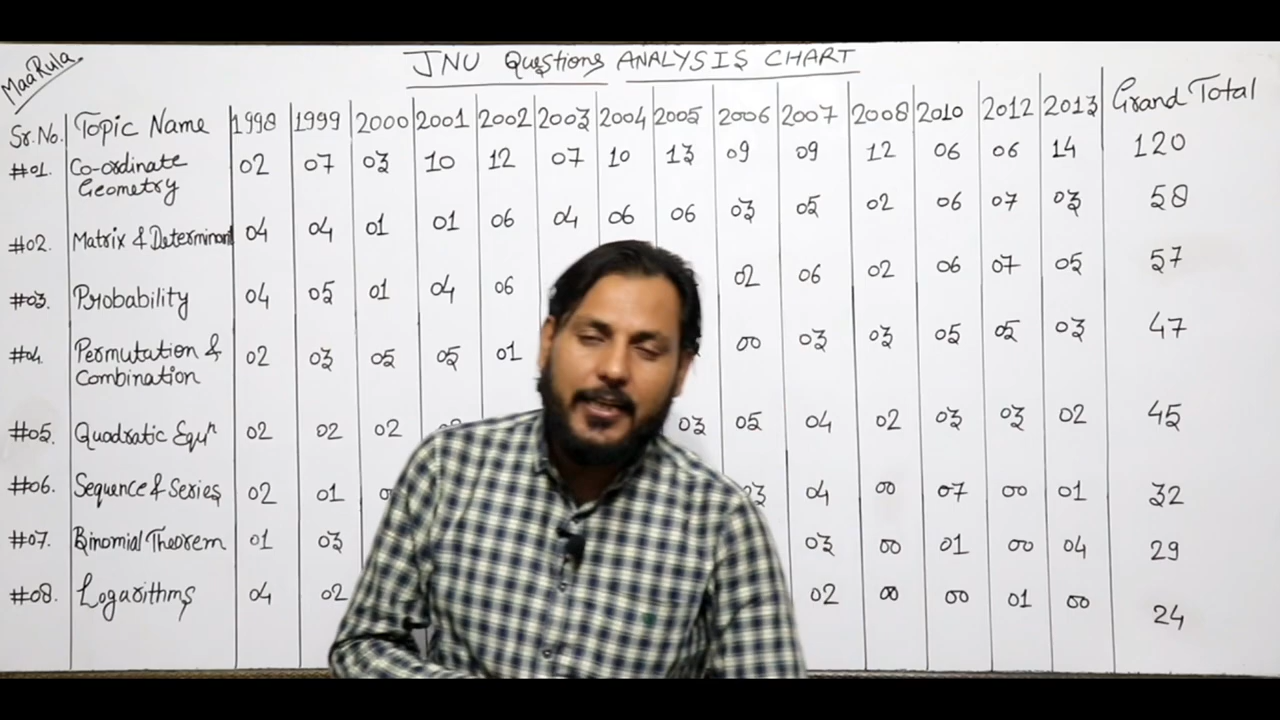 MaaRula
JNU Questions ANALYSIS CHART
Sr.No. Topic Name 1998 1999 2000 2001 2002 2003 2004 2005 2006 2007 2008 2010 2012 2013 Grand Total
#01. Co-ordinate Geometry 02 07 03 10 12 07 10 13 09 09 12 06 06 14 120
#02. Matrix & Determinant 04 04 01 01 06 04 06 06 03 05 02 06 07 03 58
#03. Probability 04 05 01 04 06 02 06 02 06 07 05 57
#04. Permutation & Combination 02 03 05 05 01 00 03 03 05 05 03 47
#05. Quadratic Equⁿ 02 02 02 03 05 04 02 03 03 02 45
#06. Sequence & Series 02 01 03 04 00 07 00 01 32
#07. Binomial Theorem 01 03 03 00 01 00 04 29
#08. Logarithms 04 02 02 00 00 01 00 24